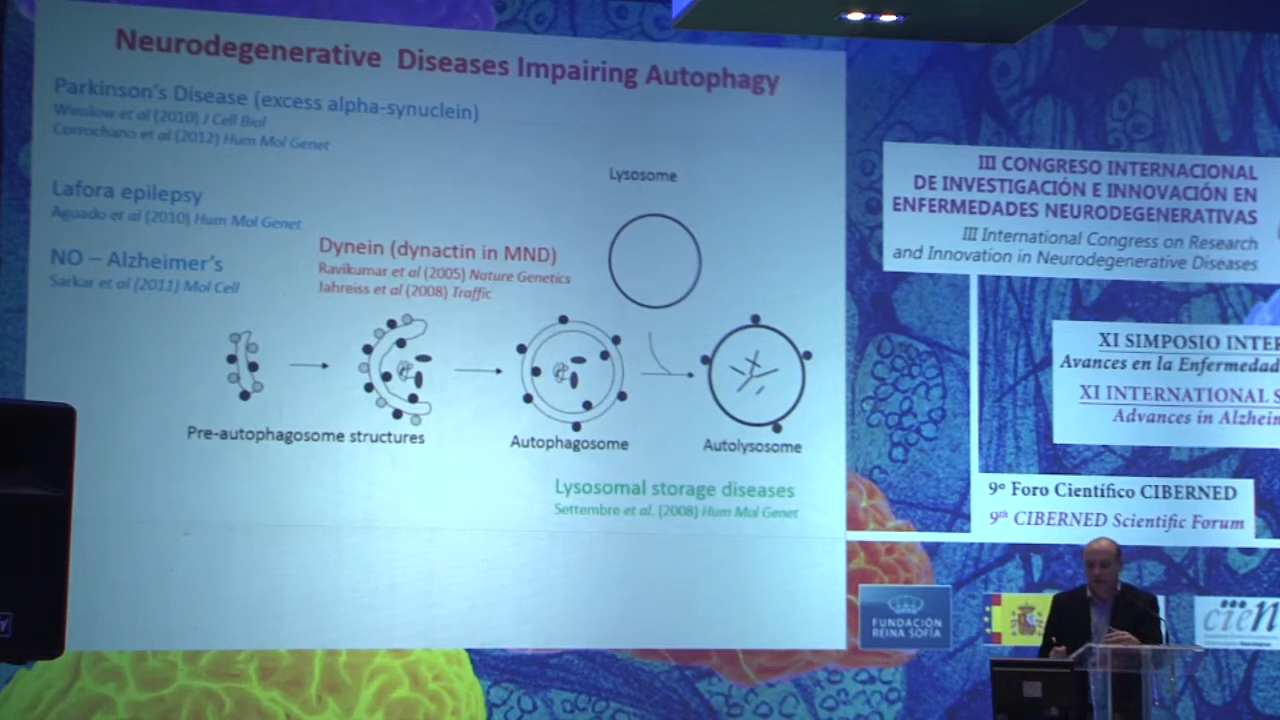 Neurodegenerative Diseases Impairing Autophagy
Parkinson's Disease (excess alpha-synuclein)
Winslow et al (2010) J Cell Biol
Corrochano et al (2012) Hum Mol Genet
Lafora epilepsy
Aguado et al (2010) Hum Mol Genet
NO – Alzheimer's
Sarkar et al (2011) Mol Cell
Dynein (dynactin in MND)
Ravikumar et al (2005) Nature Genetics
Jahreiss et al (2008) Traffic
Lysosome
Pre-autophagosome structures
Autophagosome
Autolysosome
Lysosomal storage diseases
Settembre et al. (2008) Hum Mol Genet
III CONGRESO INTERNACIONAL
DE INVESTIGACIÓN E INNOVACIÓN EN
ENFERMEDADES NEURODEGENERATIVAS
III International Congress on Research
and Innovation in Neurodegenerative Diseases
XI SIMPOSIO INTER
Avances en la Enfermedad
XI INTERNATIONAL S
Advances in Alzheim
9º Foro Científico CIBERNED
9th CIBERNED Scientific Forum
FUNDACIÓN
REINA SOFÍA
cien